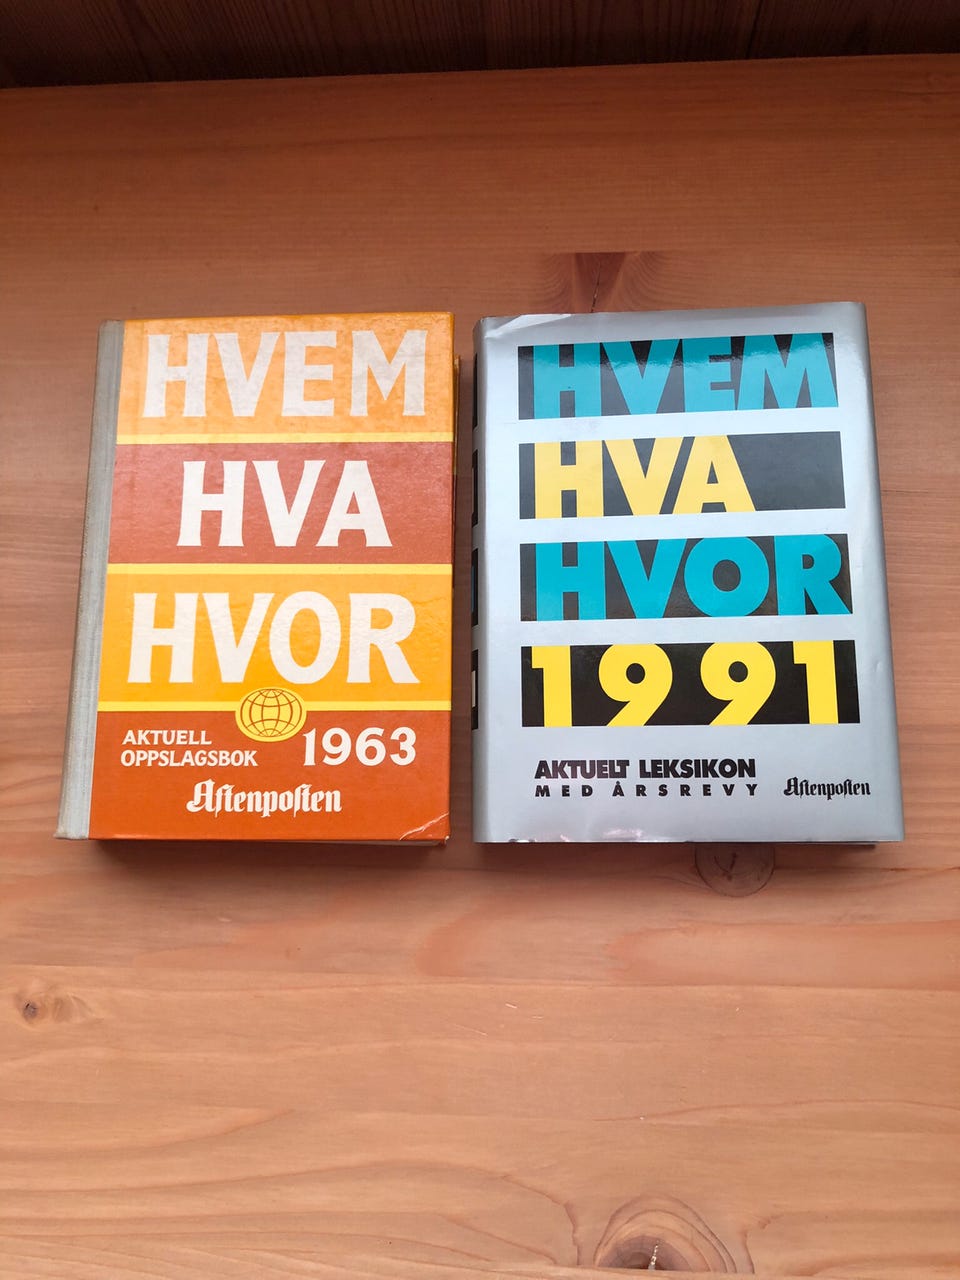 HVEM
HVA
HVOR
AKTUELL
OPPSLAGSBOK
1963
Aftenposten
HVEM
HVA
HVOR
1991
AKTUELT LEKSIKON
MED ÅRSREVY
Aftenposten